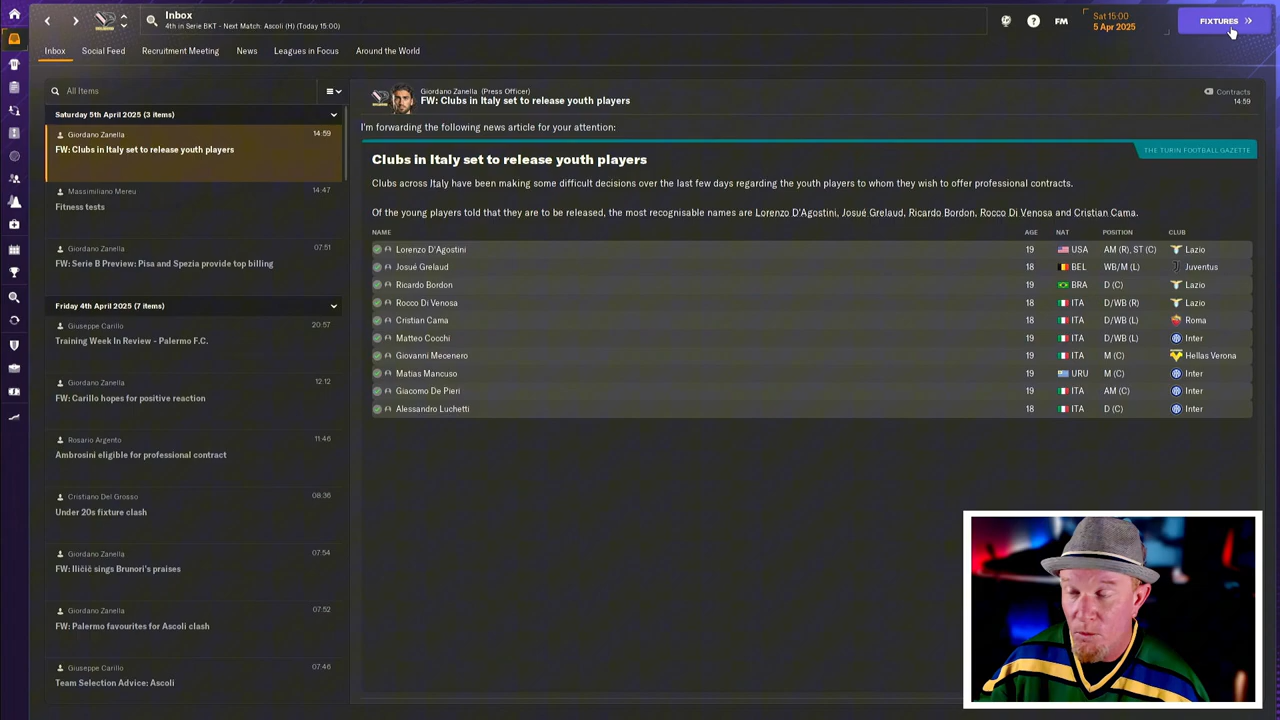 Inbox
4th in Serie BKT - Next Match: Ascoli (H) (Today 15:00)
FM
Sat 15:00
5 Apr 2025
FIXTURES
Inbox
Social Feed
Recruitment Meeting
News
Leagues in Focus
Around the World
All Items
Saturday 5th April 2025 (3 items)
Giordano Zanella 14:59
FW: Clubs in Italy set to release youth players
Massimiliano Mereu 14:47
Fitness tests
Giordano Zanella 07:51
FW: Serie B Preview: Pisa and Spezia provide top billing
Friday 4th April 2025 (7 items)
Giuseppe Carillo 20:57
Training Week In Review - Palermo F.C.
Giordano Zanella 12:12
FW: Carillo hopes for positive reaction
Rosario Argento 11:46
Ambrosini eligible for professional contract
Cristiano Del Grosso 08:36
Under 20s fixture clash
Giordano Zanella 07:54
FW: Iličič sings Brunori's praises
Giordano Zanella 07:52
FW: Palermo favourites for Ascoli clash
Giuseppe Carillo 07:46
Team Selection Advice: Ascoli
Giordano Zanella (Press Officer)
FW: Clubs in Italy set to release youth players
Contracts
14:59
I'm forwarding the following news article for your attention:
THE TURIN FOOTBALL GAZETTE
Clubs in Italy set to release youth players
Clubs across Italy have been making some difficult decisions over the last few days regarding the youth players to whom they wish to offer professional contracts.
Of the young players told that they are to be released, the most recognisable names are Lorenzo D'Agostini, Josué Grelaud, Ricardo Bordon, Rocco Di Venosa and Cristian Cama.
NAME AGE NAT POSITION CLUB
Lorenzo D'Agostini 19 USA AM (R), ST (C) Lazio
Josué Grelaud 18 BEL WB/M (L) Juventus
Ricardo Bordon 19 BRA D (C) Lazio
Rocco Di Venosa 18 ITA D/WB (R) Lazio
Cristian Cama 18 ITA D/WB (L) Roma
Matteo Cocchi 19 ITA D/WB (L) Inter
Giovanni Mecenero 19 ITA M (C) Hellas Verona
Matias Mancuso 19 URU M (C) Inter
Giacomo De Pieri 19 ITA AM (C) Inter
Alessandro Luchetti 18 ITA D (C) Inter